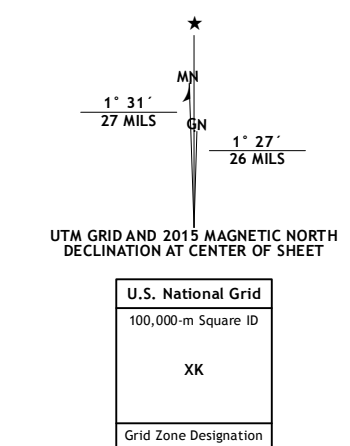 ★
MN
1° 31´
27 MILS
GN
1° 27´
26 MILS
UTM GRID AND 2015 MAGNETIC NORTH
DECLINATION AT CENTER OF SHEET
U.S. National Grid
100,000-m Square ID
XK
Grid Zone Designation